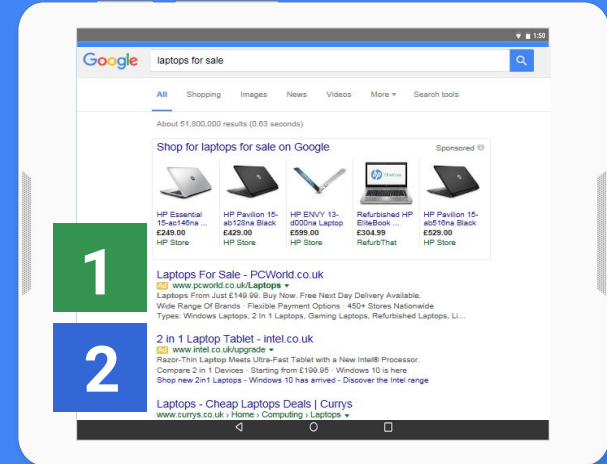 1:50
Google laptops for sale
All Shopping Images News Videos More Search tools
About 51,800,000 results (0.63 seconds)
Shop for laptops for sale on Google Sponsored
HP Essential
15-ac146na ...
£249.00
HP Store
HP Pavilion 15-
ab128na Black
£429.00
HP Store
HP ENVY 13-
d000na Laptop
£599.00
HP Store
Refurbished HP
EliteBook ...
£304.99
RefurbThat
HP Pavilion 15-
ab516na Black
£529.00
HP Store
1
Laptops For Sale - PCWorld.co.uk
Ad www.pcworld.co.uk/Laptops
Laptops From Just £149.99. Buy Now. Free Next Day Delivery Available.
Wide Range Of Brands · Flexible Payment Options · 450+ Stores Nationwide
Types: Windows Laptops, 2 In 1 Laptops, Gaming Laptops, Refurbished Laptops, Li...
2
2 in 1 Laptop Tablet - intel.co.uk
Ad www.intel.co.uk/upgrade
Razor-Thin Laptop Meets Ultra-Fast Tablet with a New Intel® Processor.
Compare 2 in 1 Devices · Starting from £199.95 · Windows 10 is here
Shop new 2in1 Laptops - Windows 10 has arrived - Discover the Intel range
Laptops - Cheap Laptops Deals | Currys
www.currys.co.uk › Home › Computing › Laptops